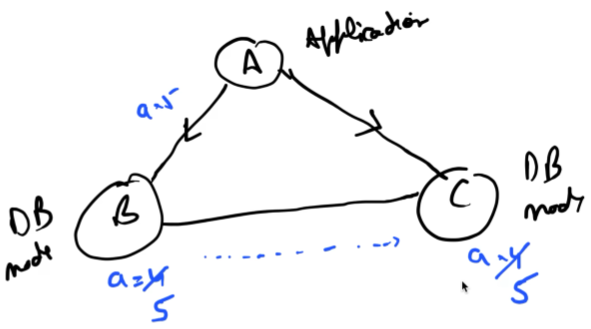 Application
A
a=5
DB
node
B
C
DB
node
a=4
5
a=4
5